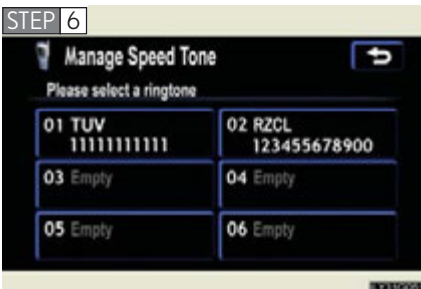 STEP 6
Manage Speed Tone
Please select a ringtone
01 TUV
11111111111
02 RZCL
123455678900
03 Empty
04 Empty
05 Empty
06 Empty